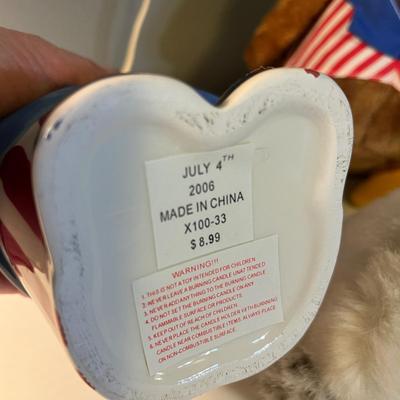 JULY 4TH
2006
MADE IN CHINA
X100-33
$8.99
WARNING!!!
1. THIS IS NOT A TOY INTENDED FOR CHILDREN
2. NEVER LEAVE A BURNING CANDLE UNATTENDED
3. NEVER ADD ANYTHING TO THE BURNING CANDLE
4. DO NOT SET THE BURNING CANDLE ON ANY
FLAMMABLE SURFACE OR PRODUCTS.
5. KEEP OUT OF REACH OF CHILDREN
6. NEVER PLACE THE CANDLE HOLDER WITH BURNING
CANDLE NEAR COMBUSTIBLE ITEMS. ALWAYS PLACE
ON NON-COMBUSTIBLE SURFACE.